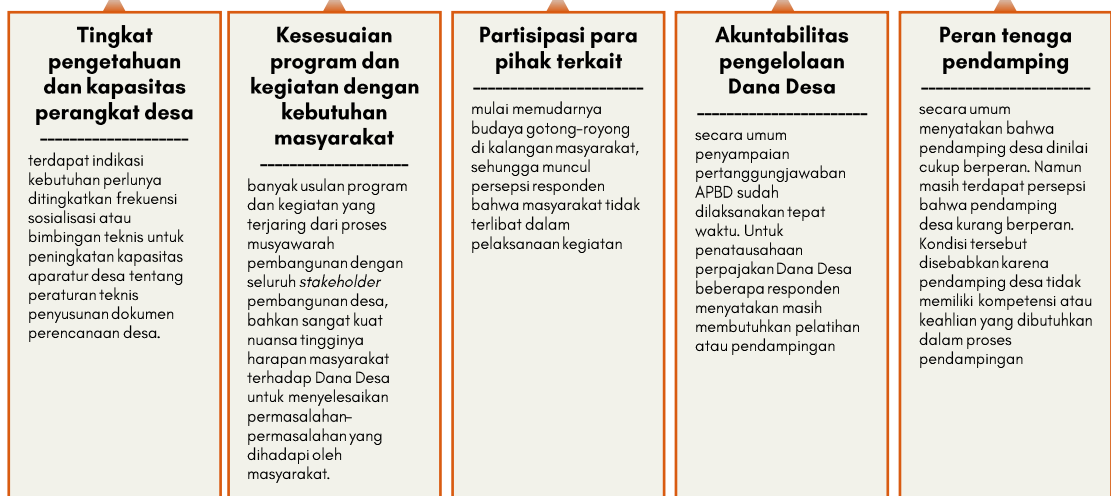 Tingkat
pengetahuan
dan kapasitas
perangkat desa
--------------------
terdapat indikasi
kebutuhan perlunya
ditingkatkan frekuensi
sosialisasi atau
bimbingan teknis untuk
peningkatan kapasitas
aparatur desa tentang
peraturan teknis
penyusunan dokumen
perencanaan desa.
Kesesuaian
program dan
kegiatan dengan
kebutuhan
masyarakat
--------------------
banyak usulan program
dan kegiatan yang
terjaring dari proses
musyawarah
pembangunan dengan
seluruh stakeholder
pembangunan desa,
bahkan sangat kuat
nuansa tingginya
harapan masyarakat
terhadap Dana Desa
untuk menyelesaikan
permasalahan-
permasalahan yang
dihadapi oleh
masyarakat.
Partisipasi para
pihak terkait
-----------------------
mulai memudarnya
budaya gotong-royong
di kalangan masyarakat,
sehungga muncul
persepsi responden
bahwa masyarakat tidak
terlibat dalam
pelaksanaan kegiatan
Akuntabilitas
pengelolaan
Dana Desa
-----------------------
secara umum
penyampaian
pertanggungjawaban
APBD sudah
dilaksanakan tepat
waktu. Untuk
penatausahaan
perpajakan Dana Desa
beberapa responden
menyatakan masih
membutuhkan pelatihan
atau pendampingan
Peran tenaga
pendamping
-----------------------
secara umum
menyatakan bahwa
pendamping desa dinilai
cukup berperan. Namun
masih terdapat persepsi
bahwa pendamping
desa kurang berperan.
Kondisi tersebut
disebabkan karena
pendamping desa tidak
memiliki kompetensi atau
keahlian yang dibutuhkan
dalam proses
pendampingan